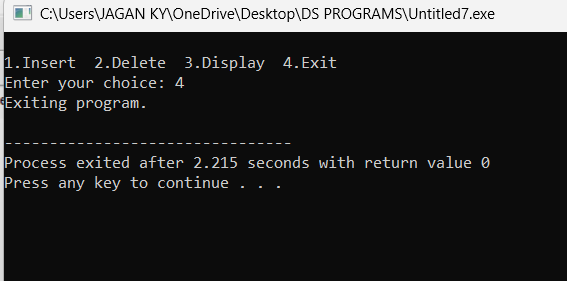 C:\Users\JAGAN KY\OneDrive\Desktop\DS PROGRAMS\Untitled7.exe
1.Insert  2.Delete  3.Display  4.Exit
Enter your choice: 4
Exiting program.
--------------------------------
Process exited after 2.215 seconds with return value 0
Press any key to continue . . .